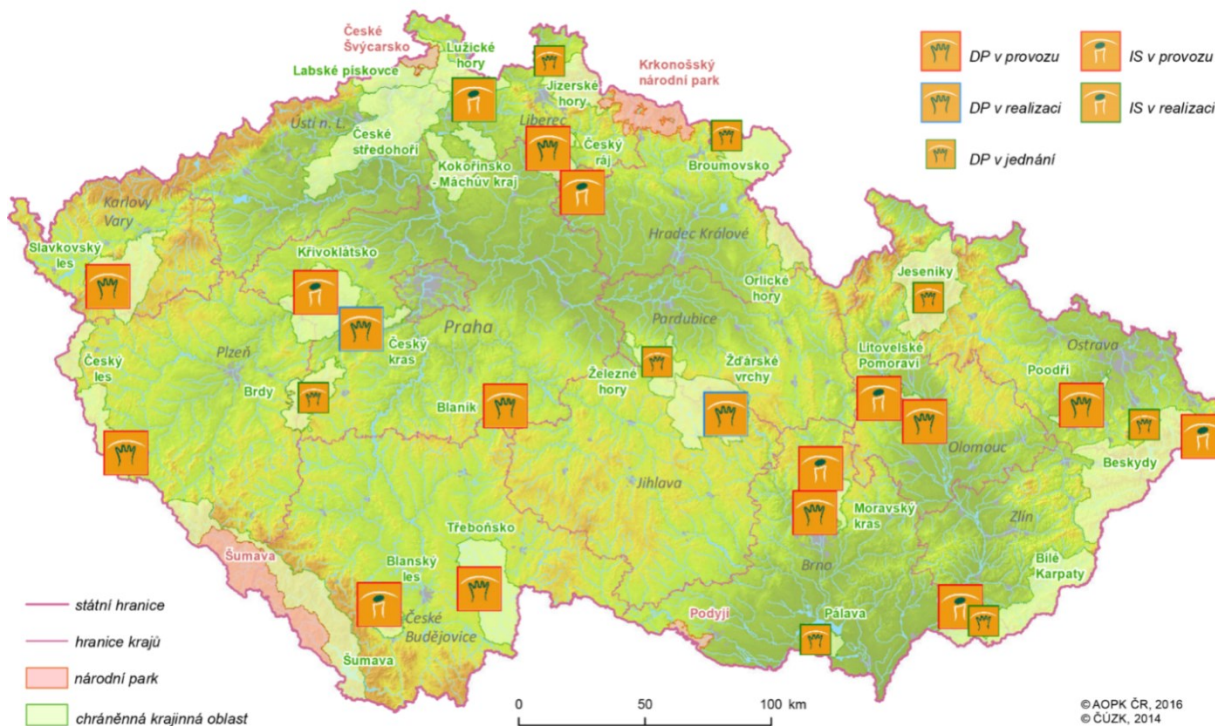 České
Švýcarsko
Lužické
hory
Labské pískovce
Jizerské
hory
Krkonošský
národní park
DP v provozu
IS v provozu
DP v realizaci
IS v realizaci
DP v jednání
Ústí n. L.
Liberec
České
středohoří
Kokořínsko
- Máchův kraj
Český
ráj
Broumovsko
Karlovy
Vary
Slavkovský
les
Křivoklátsko
Hradec Králové
Orlické
hory
Jeseníky
Praha
Pardubice
Český
kras
Plzeň
Český
les
Brdy
Blaník
Železné
hory
Žďárské
vrchy
Litovelské
Pomoraví
Ostrava
Poodří
Olomouc
Beskydy
Jihlava
Moravský
kras
Zlín
Brno
Bílé
Karpaty
Třeboňsko
Šumava
Blanský
les
České
Budějovice
Šumava
Podyjí
Pálava
státní hranice
hranice krajů
národní park
chráněnná krajinná oblast
0 50 100 km
© AOPK ČR, 2016
© ČÚZK, 2014